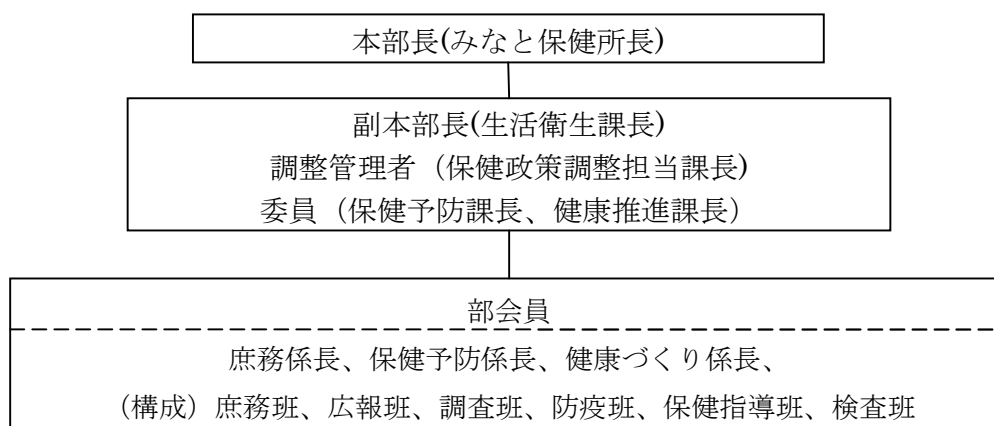 本部長(みなと保健所長)
副本部長(生活衛生課長)
調整管理者（保健政策調整担当課長)
委員（保健予防課長、健康推進課長）
部会員
庶務係長、保健予防係長、健康づくり係長、
（構成）庶務班、広報班、調査班、防疫班、保健指導班、検査班